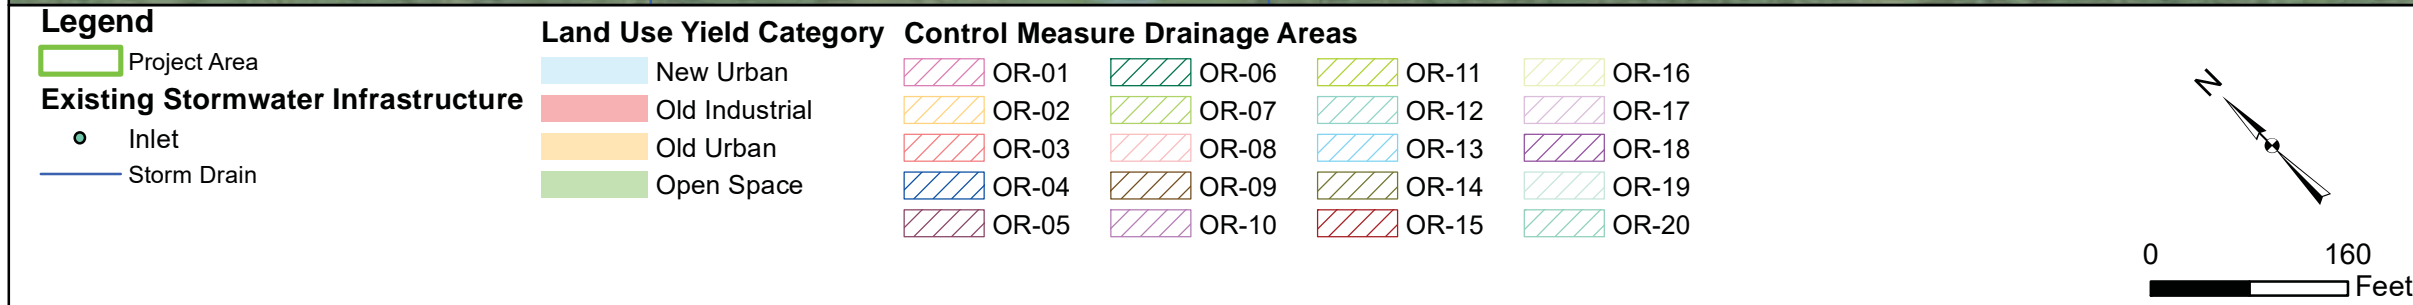 Legend
Project Area
Existing Stormwater Infrastructure
Inlet
Storm Drain
Land Use Yield Category
New Urban
Old Industrial
Old Urban
Open Space
Control Measure Drainage Areas
OR-01
OR-02
OR-03
OR-04
OR-05
OR-06
OR-07
OR-08
OR-09
OR-10
OR-11
OR-12
OR-13
OR-14
OR-15
OR-16
OR-17
OR-18
OR-19
OR-20
N
0 160
Feet